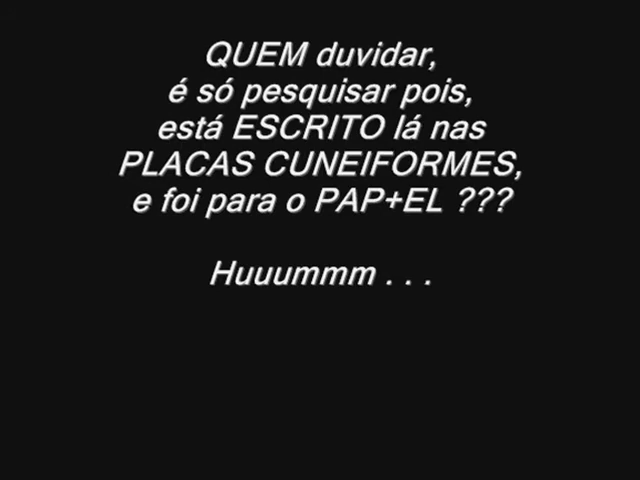 QUEM duvidar,
é só pesquisar pois,
está ESCRITO lá nas
PLACAS CUNEIFORMES,
e foi para o PAP+EL ???
Huuummm . . .